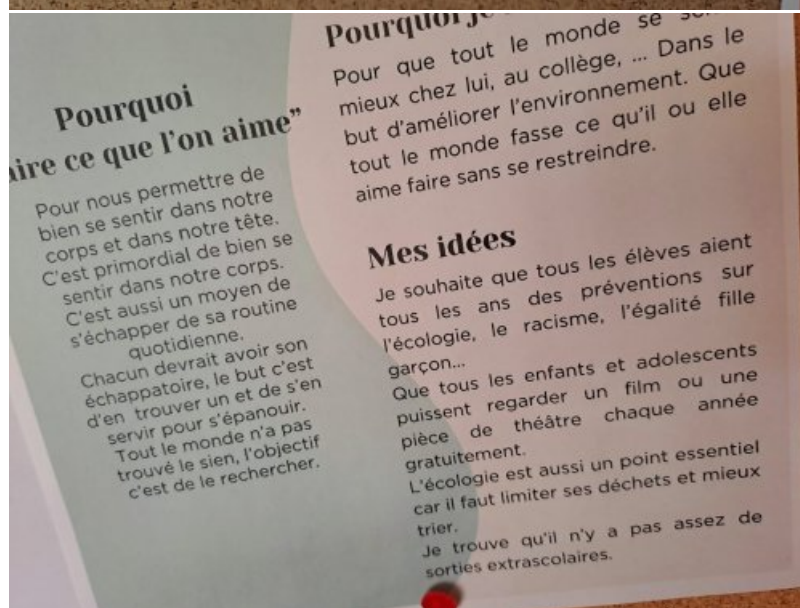 Pourquoi
aire ce que l'on aime”
Pour nous permettre de
bien se sentir dans notre
corps et dans notre tête.
C'est primordial de bien se
sentir dans notre corps.
C'est aussi un moyen de
s'échapper de sa routine
quotidienne.
Chacun devrait avoir son
échappatoire, le but c'est
d'en trouver un et de s'en
servir pour s'épanouir.
Tout le monde n'a pas
trouvé le sien, l'objectif
c'est de le rechercher.
Pourquoi je
Pour que tout le monde se
mieux chez lui, au collège, ... Dans le
but d'améliorer l'environnement. Que
tout le monde fasse ce qu'il ou elle
aime faire sans se restreindre.
Mes idées
Je souhaite que tous les élèves aient
tous les ans des préventions sur
l'écologie, le racisme, l'égalité fille
garçon...
Que tous les enfants et adolescents
puissent regarder un film ou une
pièce de théâtre chaque année
gratuitement.
L'écologie est aussi un point essentiel
car il faut limiter ses déchets et mieux
trier.
Je trouve qu'il n'y a pas assez de
sorties extrascolaires.